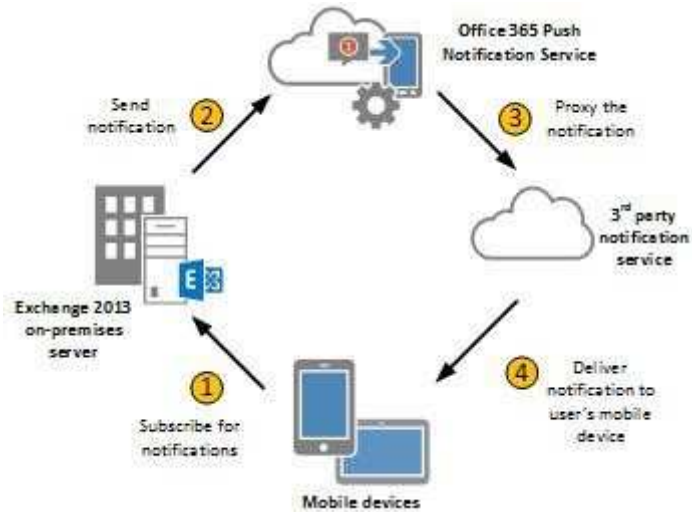 Office 365 Push
Notification Service
1
Send
notification
2
3
Proxy the
notification
3rd party
notification
service
E
Exchange 2013
on-premises
server
1
Subscribe for
notifications
4
Deliver
notification to
user's mobile
device
Mobile devices